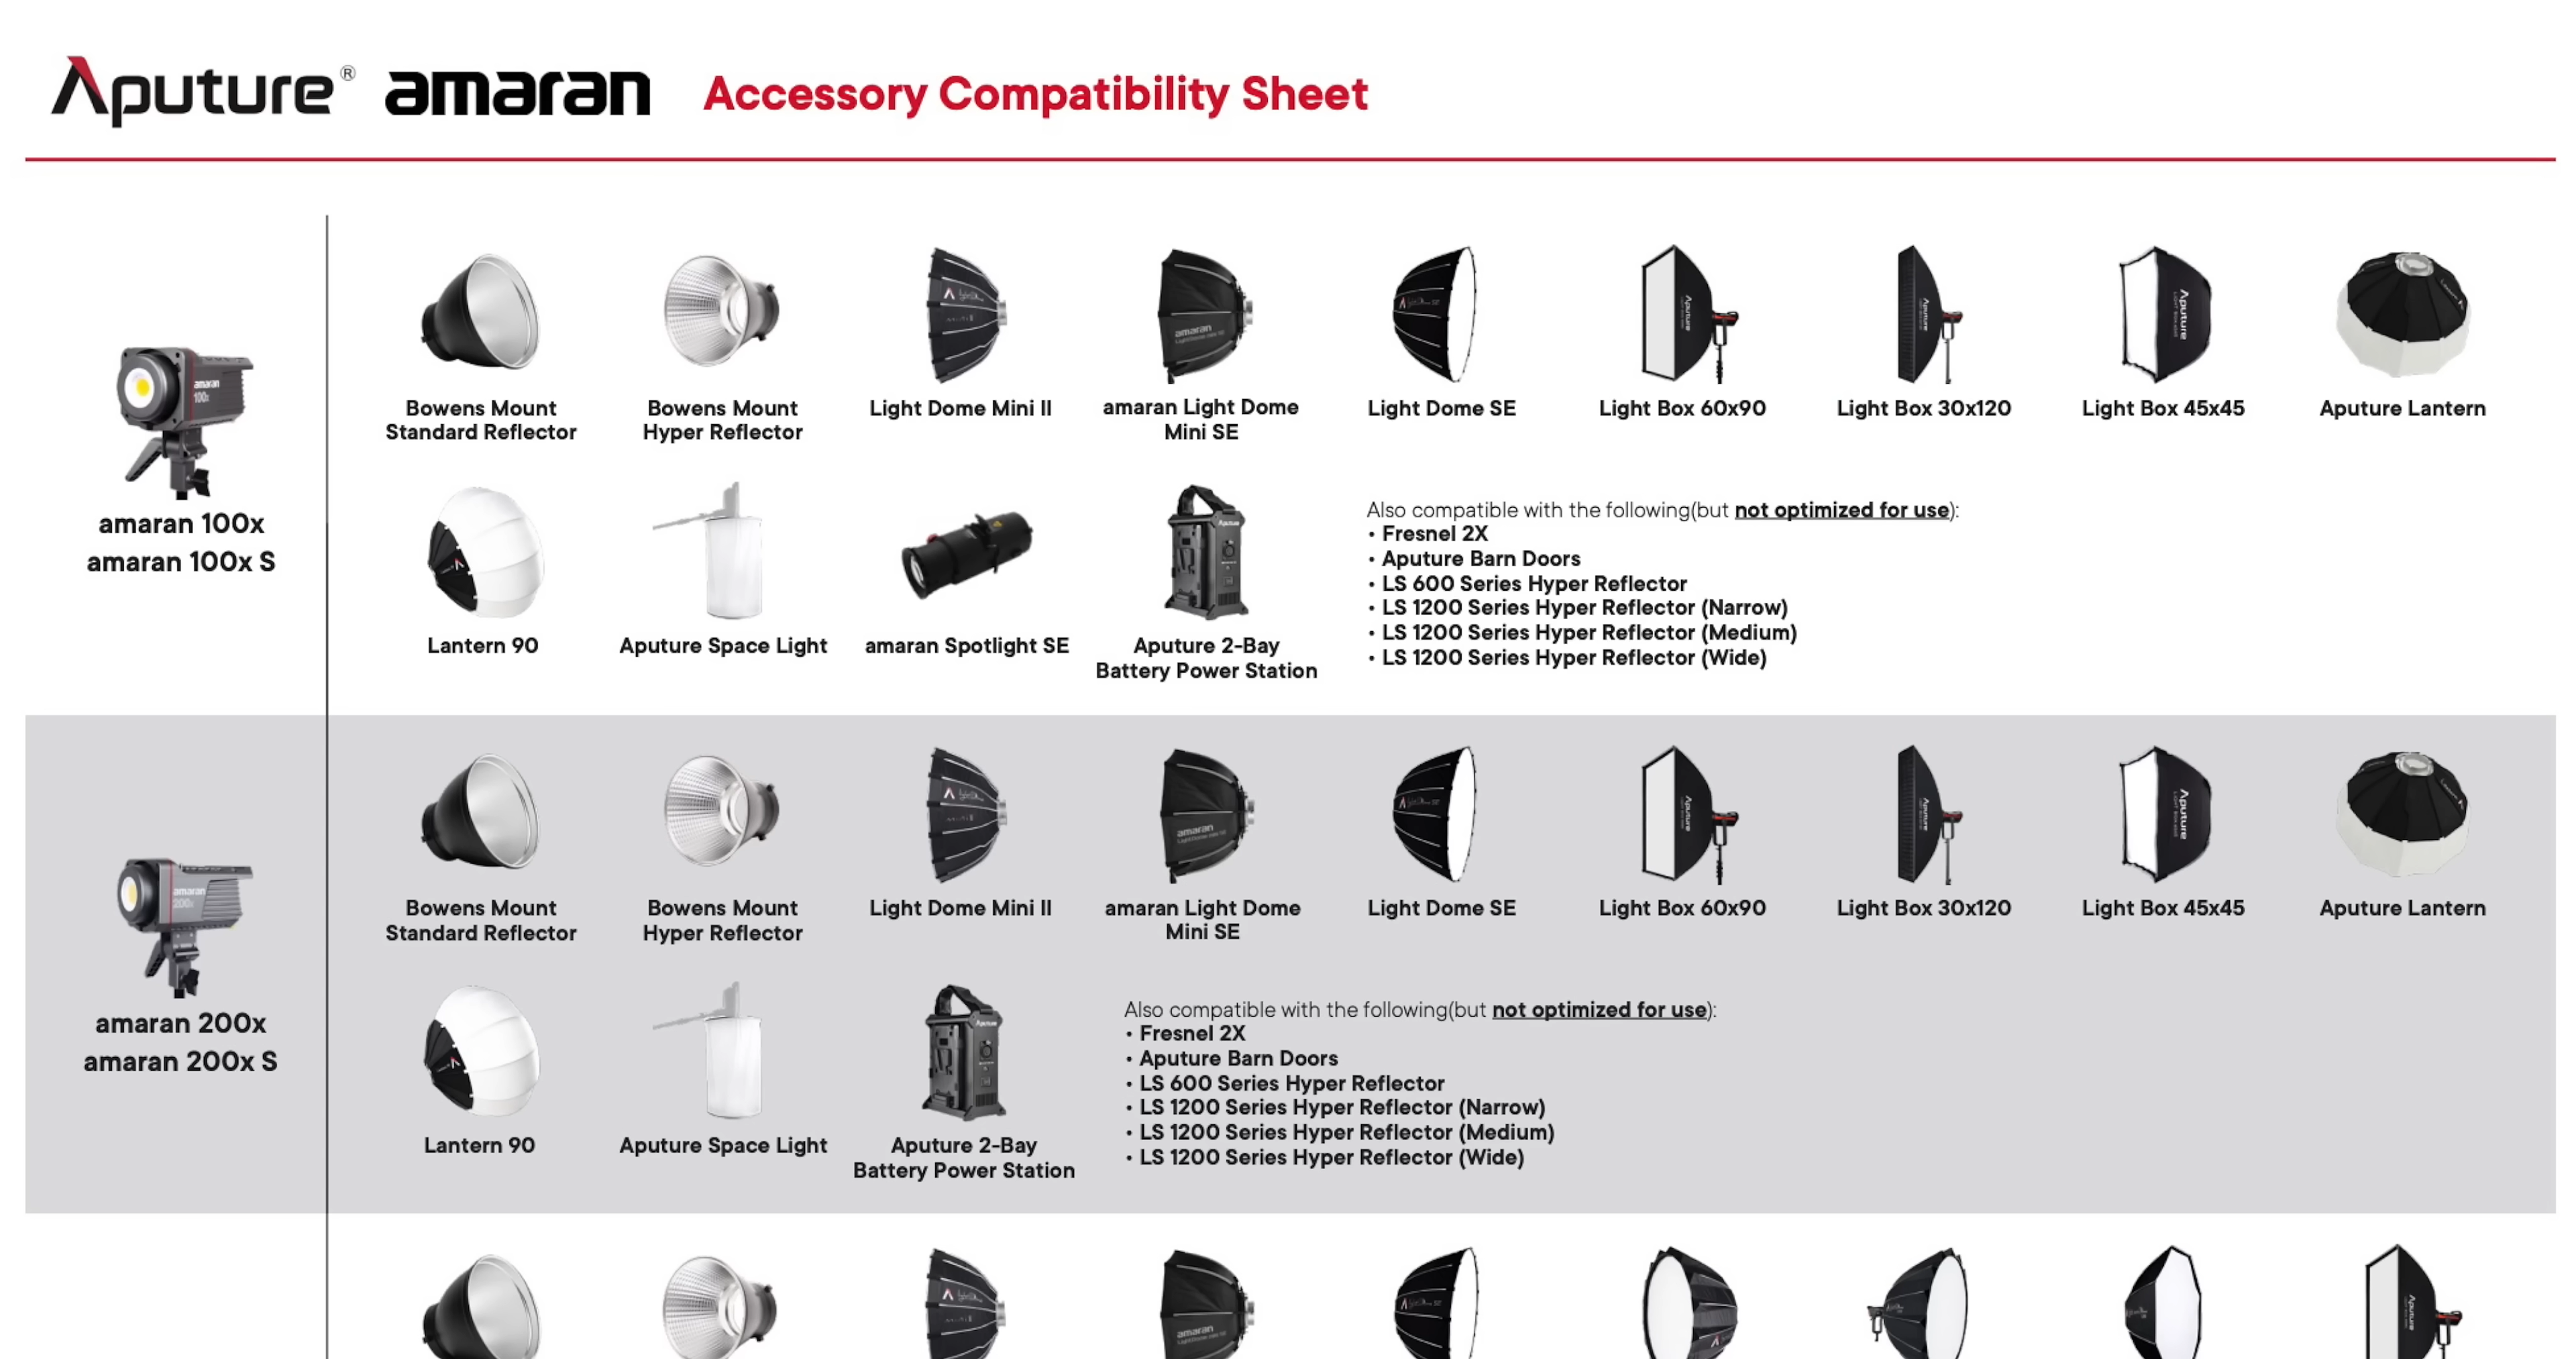 Aputure® amaran Accessory Compatibility Sheet
amaran 100x
amaran 100x S
Bowens Mount
Standard Reflector
Bowens Mount
Hyper Reflector
Light Dome Mini II
amaran Light Dome
Mini SE
Light Dome SE
Light Box 60x90
Light Box 30x120
Light Box 45x45
Aputure Lantern
Lantern 90
Aputure Space Light
amaran Spotlight SE
Aputure 2-Bay
Battery Power Station
Also compatible with the following(but not optimized for use):
• Fresnel 2X
• Aputure Barn Doors
• LS 600 Series Hyper Reflector
• LS 1200 Series Hyper Reflector (Narrow)
• LS 1200 Series Hyper Reflector (Medium)
• LS 1200 Series Hyper Reflector (Wide)
amaran 200x
amaran 200x S
Bowens Mount
Standard Reflector
Bowens Mount
Hyper Reflector
Light Dome Mini II
amaran Light Dome
Mini SE
Light Dome SE
Light Box 60x90
Light Box 30x120
Light Box 45x45
Aputure Lantern
Lantern 90
Aputure Space Light
Aputure 2-Bay
Battery Power Station
Also compatible with the following(but not optimized for use):
• Fresnel 2X
• Aputure Barn Doors
• LS 600 Series Hyper Reflector
• LS 1200 Series Hyper Reflector (Narrow)
• LS 1200 Series Hyper Reflector (Medium)
• LS 1200 Series Hyper Reflector (Wide)